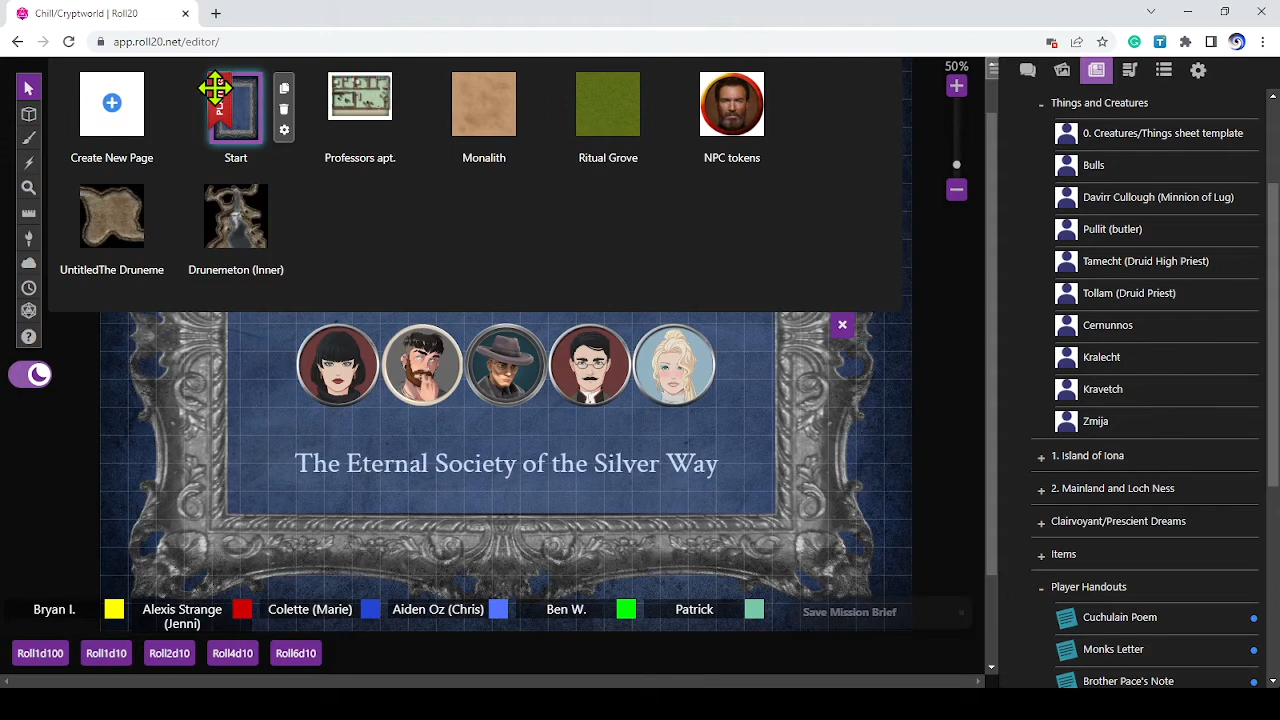 Chill/Cryptworld | Roll20
app.roll20.net/editor/
50%
Create New Page
Start
Professors apt.
Monalith
Ritual Grove
NPC tokens
UntitledThe Druneme
Drunemeton (Inner)
The Eternal Society of the Silver Way
Bryan I.
Alexis Strange
(Jenni)
Colette (Marie)
Aiden Oz (Chris)
Ben W.
Patrick
Save Mission Brief
Roll1d100
Roll1d10
Roll2d10
Roll4d10
Roll6d10
Things and Creatures
0. Creatures/Things sheet template
Bulls
Davirr Cullough (Minnion of Lug)
Pullit (butler)
Tamecht (Druid High Priest)
Tollam (Druid Priest)
Cernunnos
Kralecht
Kravetch
Zmija
1. Island of Iona
2. Mainland and Loch Ness
Clairvoyant/Prescient Dreams
Items
Player Handouts
Cuchulain Poem
Monks Letter
Brother Pace's Note